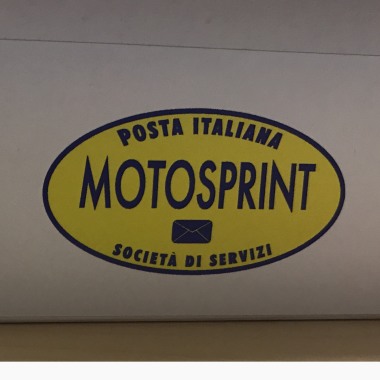 POSTA ITALIANA
MOTOSPRINT
SOCIETÀ DI SERVIZI